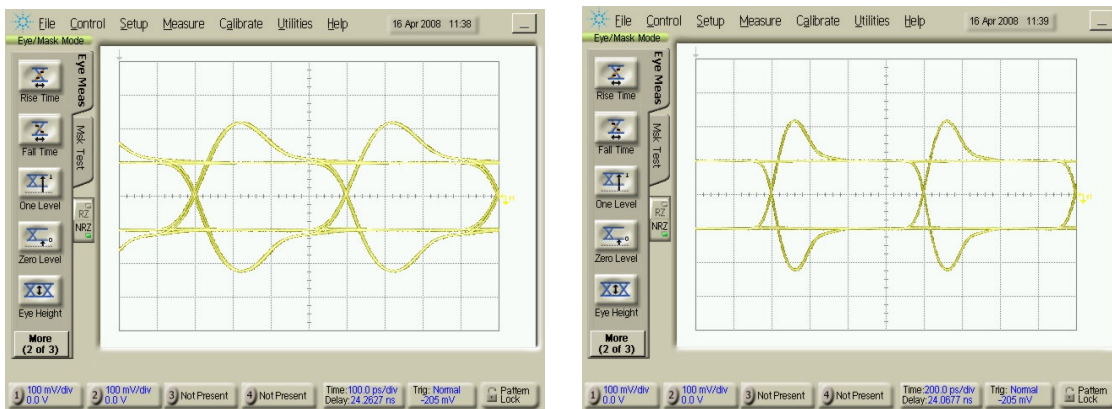 File Control Setup Measure Calibrate Utilities Help 16 Apr 2008 11:38
Eye/Mask Mode
Eye Meas
Msk Test
Rise Time
Fall Time
One Level
Zero Level
Eye Height
RZ
NRZ
More
(2 of 3)
1) 100 mV/div
0.0 V
2) 100 mV/div
0.0 V
3) Not Present
4) Not Present
Time:100.0 ps/div
Delay:24.2627 ns
Trig: Normal
-205 mV
Pattern
Lock
File Control Setup Measure Calibrate Utilities Help 16 Apr 2008 11:39
Eye/Mask Mode
Eye Meas
Msk Test
Rise Time
Fall Time
One Level
Zero Level
Eye Height
RZ
NRZ
More
(2 of 3)
1) 100 mV/div
0.0 V
2) 100 mV/div
0.0 V
3) Not Present
4) Not Present
Time:200.0 ps/div
Delay:24.0677 ns
Trig: Normal
-205 mV
Pattern
Lock